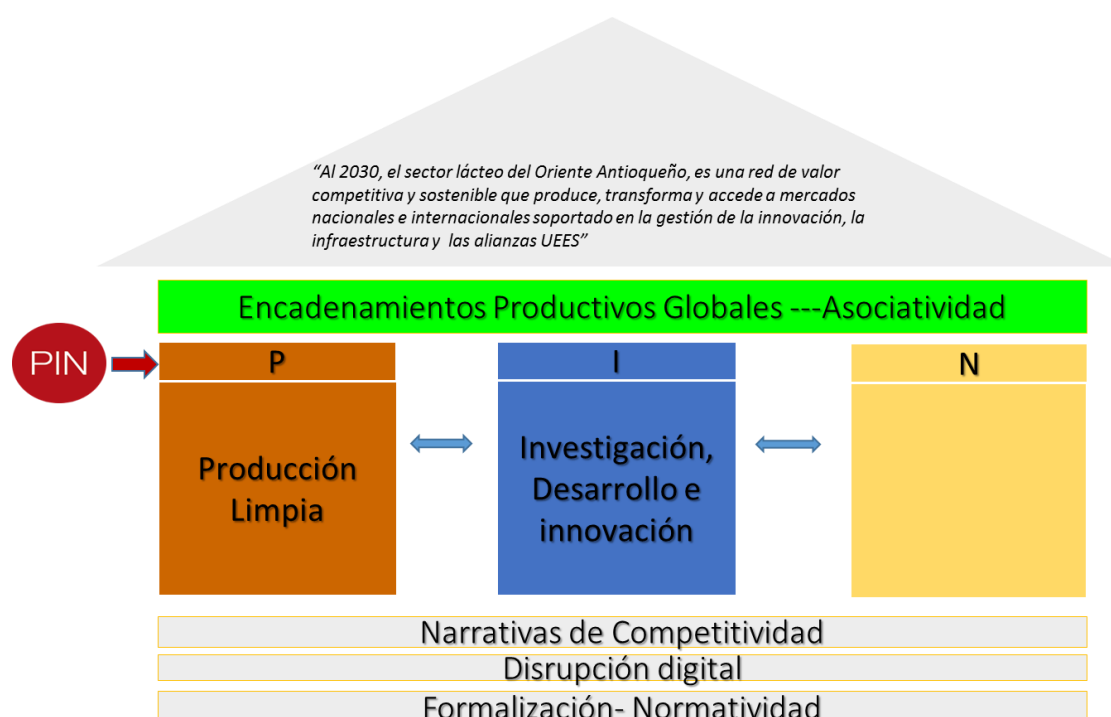 “Al 2030, el sector lácteo del Oriente Antioqueño, es una red de valor
competitiva y sostenible que produce, transforma y accede a mercados
nacionales e internacionales soportado en la gestión de la innovación, la
infraestructura y las alianzas UEES”
Encadenamientos Productivos Globales ---Asociatividad
PIN
P
I
N
Producción
Limpia
Investigación,
Desarrollo e
innovación
Narrativas de Competitividad
Disrupción digital
Formalización- Normatividad